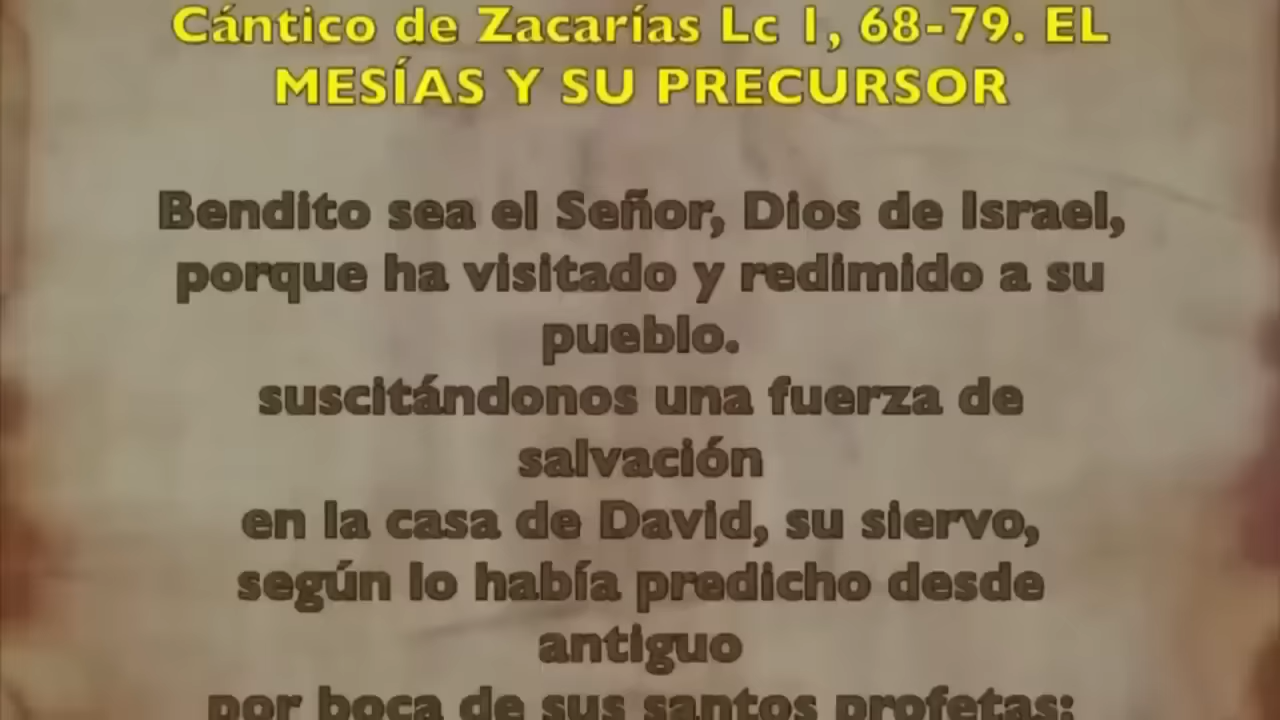 Cántico de Zacarías Lc 1, 68-79. EL
MESÍAS Y SU PRECURSOR
Bendito sea el Señor, Dios de Israel,
porque ha visitado y redimido a su
pueblo.
suscitándonos una fuerza de
salvación
en la casa de David, su siervo,
según lo había predicho desde
antiguo
por boca de sus santos profetas: